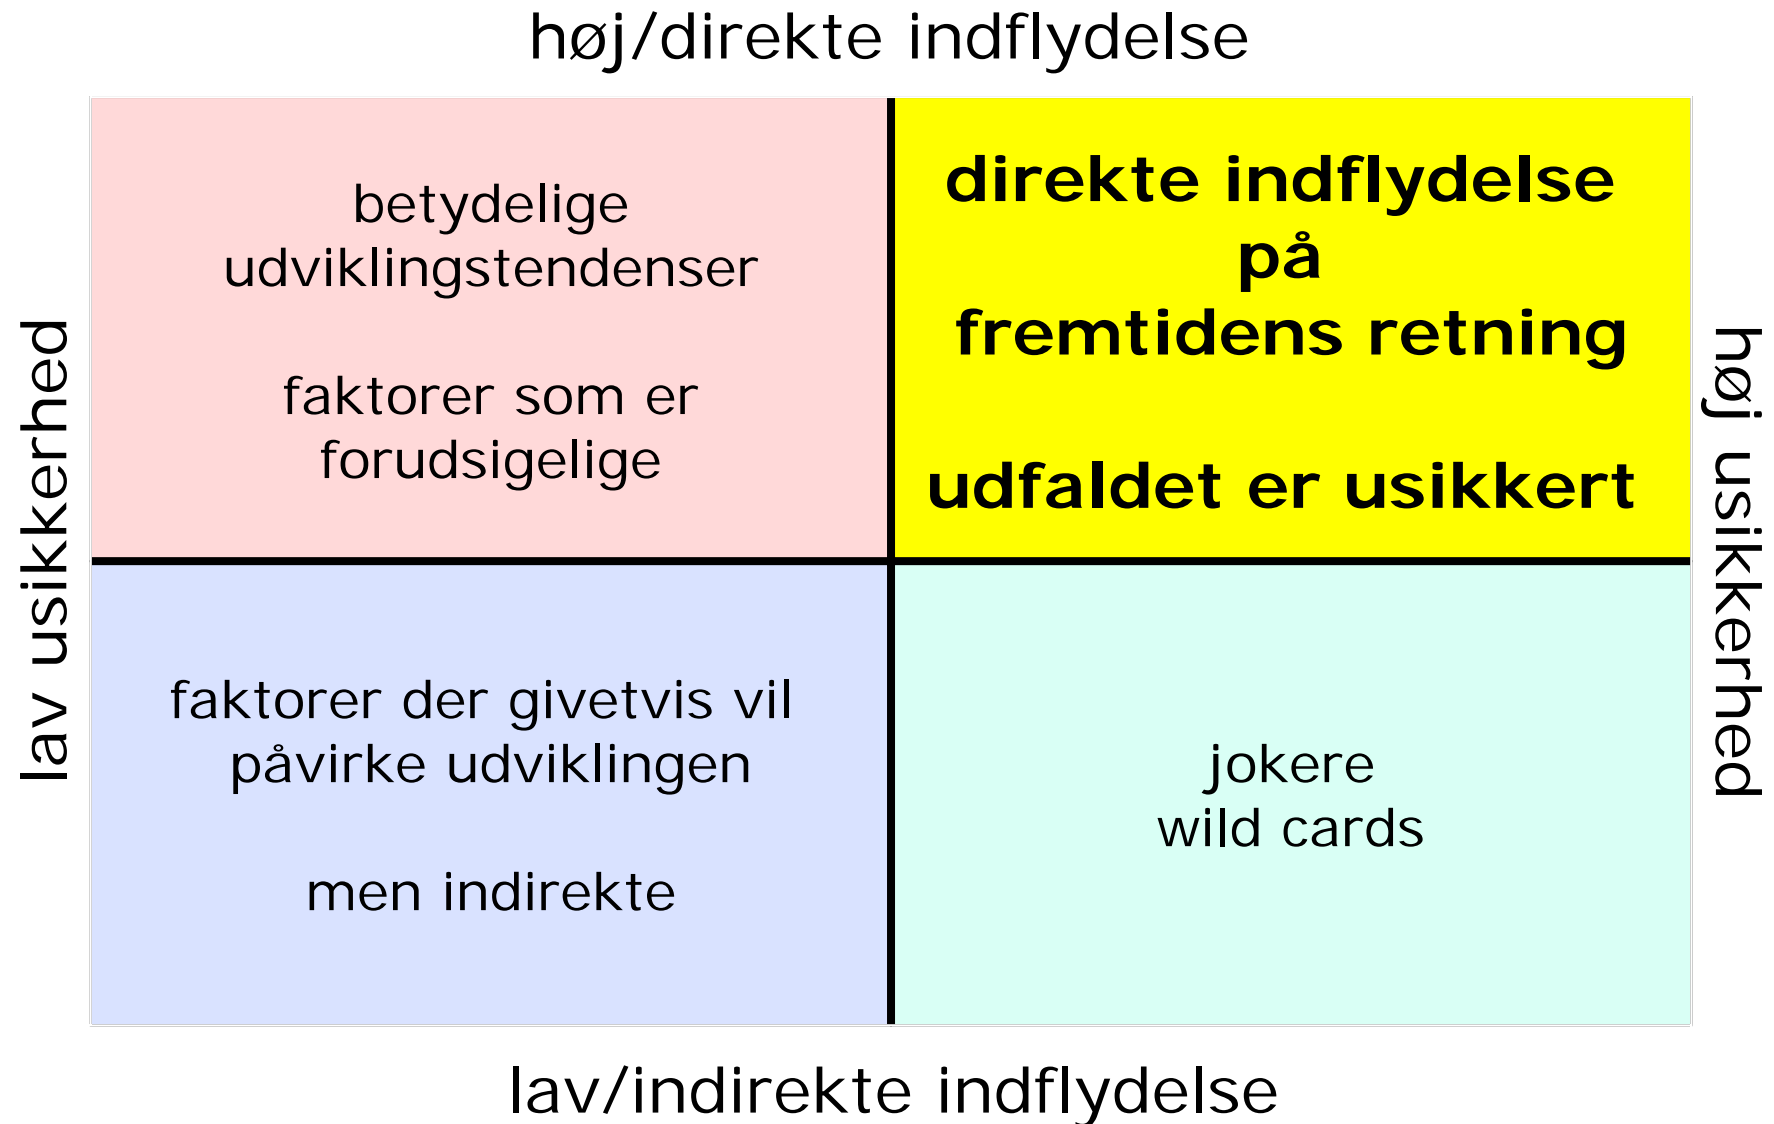 høj/direkte indflydelse
lav usikkerhed
betydelige
udviklingstendenser
faktorer som er
forudsigelige
direkte indflydelse
på
fremtidens retning
udfaldet er usikkert
høj usikkerhed
faktorer der givetvis vil
påvirke udviklingen
men indirekte
jokere
wild cards
lav/indirekte indflydelse